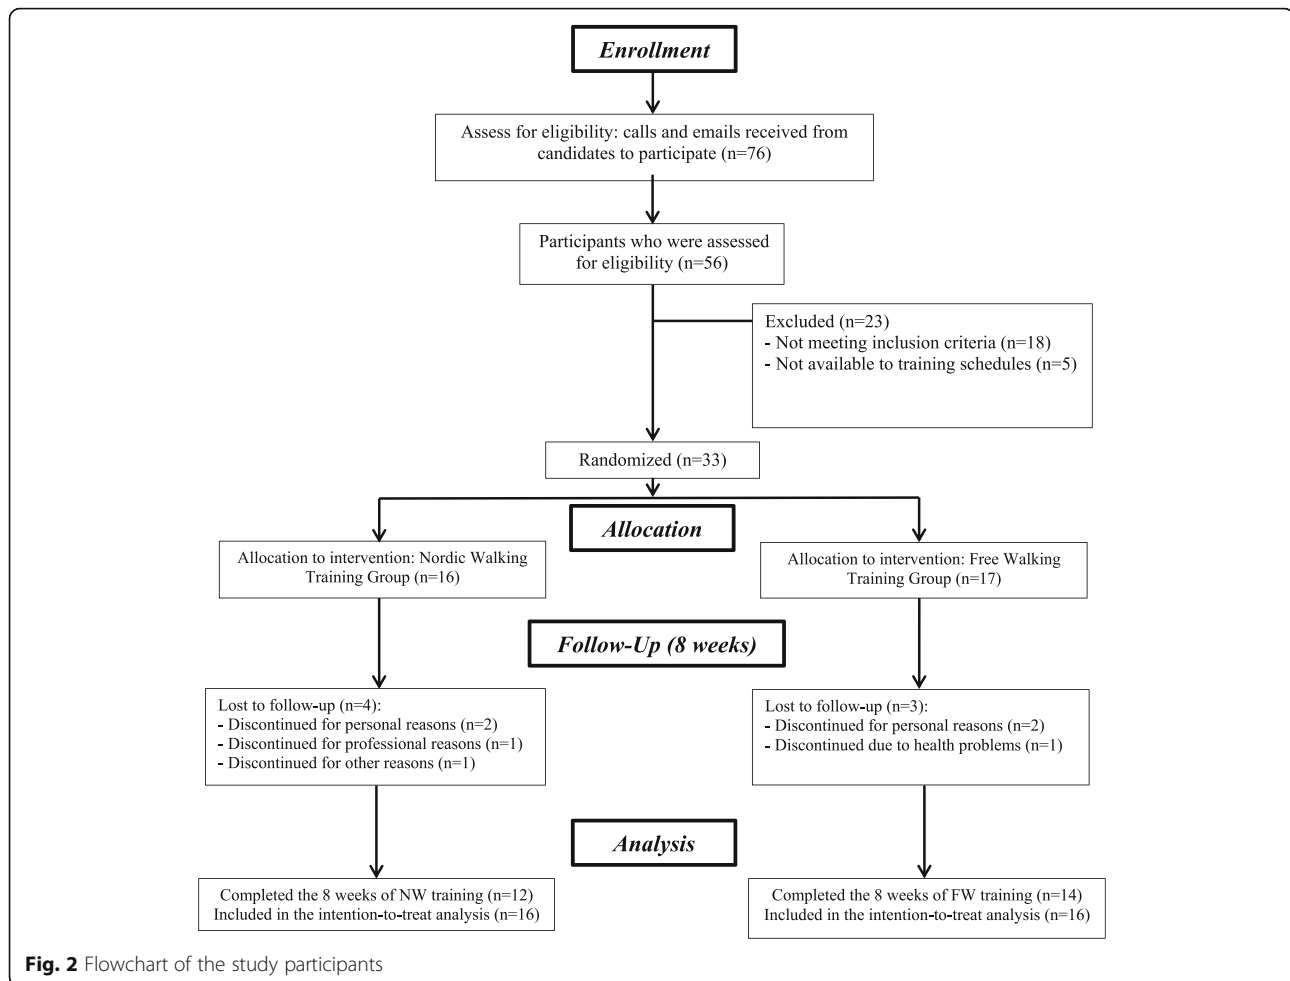 Enrollment
Assess for eligibility: calls and emails received from
candidates to participate (n=76)
Participants who were assessed
for eligibility (n=56)
Excluded (n=23)
- Not meeting inclusion criteria (n=18)
- Not available to training schedules (n=5)
Randomized (n=33)
Allocation
Allocation to intervention: Nordic Walking
Training Group (n=16)
Allocation to intervention: Free Walking
Training Group (n=17)
Follow-Up (8 weeks)
Lost to follow-up (n=4):
- Discontinued for personal reasons (n=2)
- Discontinued for professional reasons (n=1)
- Discontinued for other reasons (n=1)
Lost to follow-up (n=3):
- Discontinued for personal reasons (n=2)
- Discontinued due to health problems (n=1)
Analysis
Completed the 8 weeks of NW training (n=12)
Included in the intention-to-treat analysis (n=16)
Completed the 8 weeks of FW training (n=14)
Included in the intention-to-treat analysis (n=16)
Fig. 2 Flowchart of the study participants